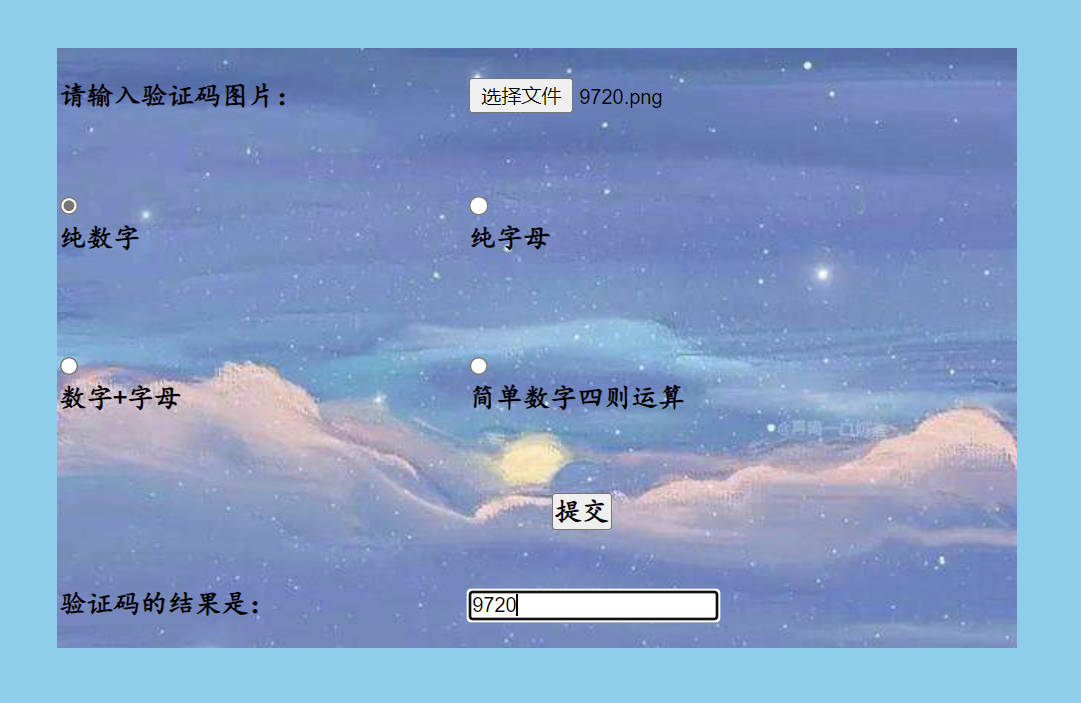 请输入验证码图片：
选择文件 9720.png
纯数字
纯字母
数字+字母
简单数字四则运算
提交
验证码的结果是：
9720